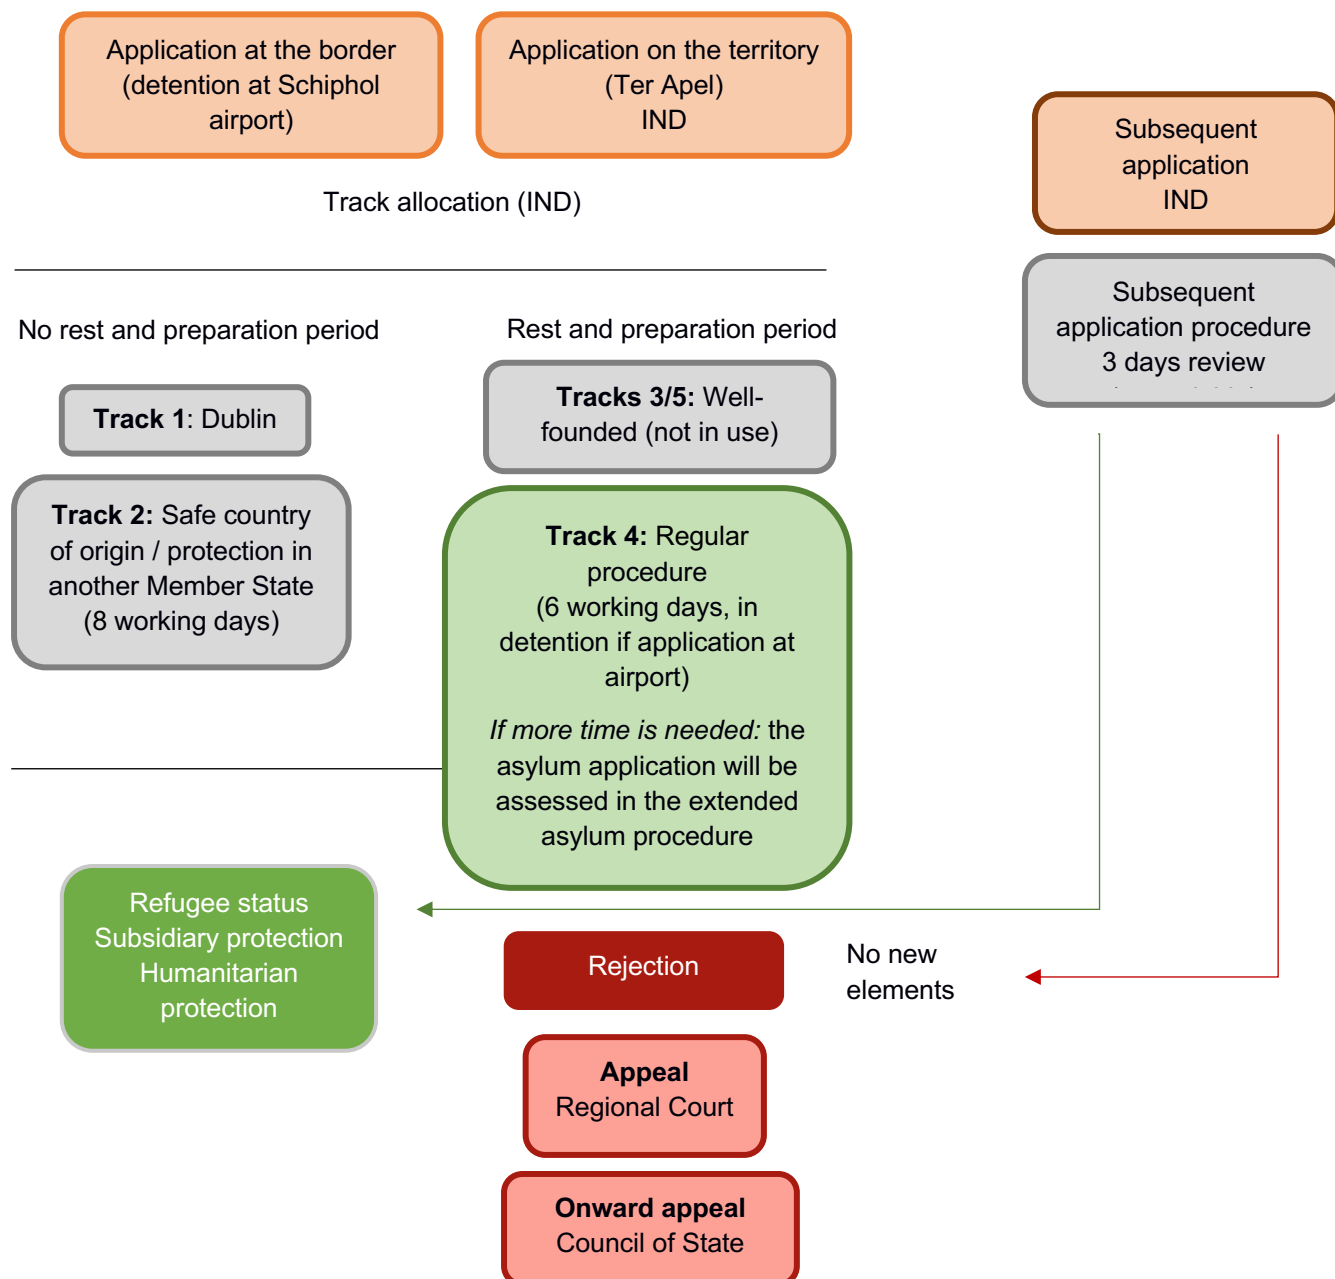 Application at the border
(detention at Schiphol
airport)
Application on the territory
(Ter Apel)
IND
Subsequent
application
IND
Track allocation (IND)
Subsequent
application procedure
3 days review
No rest and preparation period
Rest and preparation period
Track 1: Dublin
Tracks 3/5: Well-
founded (not in use)
Track 2: Safe country
of origin / protection in
another Member State
(8 working days)
Track 4: Regular
procedure
(6 working days, in
detention if application at
airport)
If more time is needed: the
asylum application will be
assessed in the extended
asylum procedure
Refugee status
Subsidiary protection
Humanitarian
protection
Rejection
No new
elements
Appeal
Regional Court
Onward appeal
Council of State